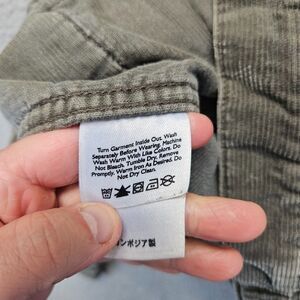 Turn Garment Inside Out. Wash
Separately Before Wearing. Machine
Wash Warm With Like Colors. Do
Not Bleach. Tumble Dry. Remove
Promptly. Warm Iron As Desired. Do
Not Dry Clean.
ンボジア製